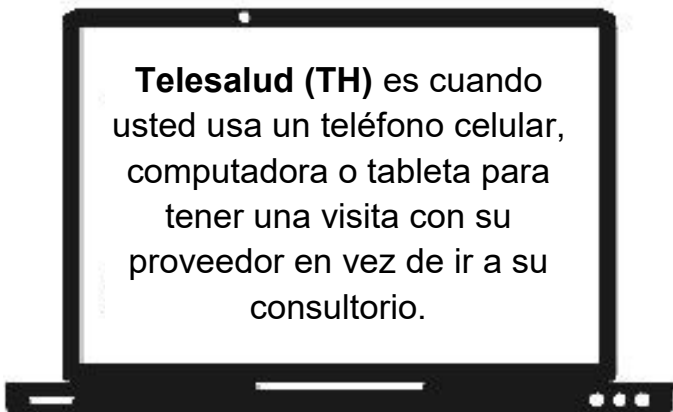 Telesalud (TH) es cuando
usted usa un teléfono celular,
computadora o tableta para
tener una visita con su
proveedor en vez de ir a su
consultorio.